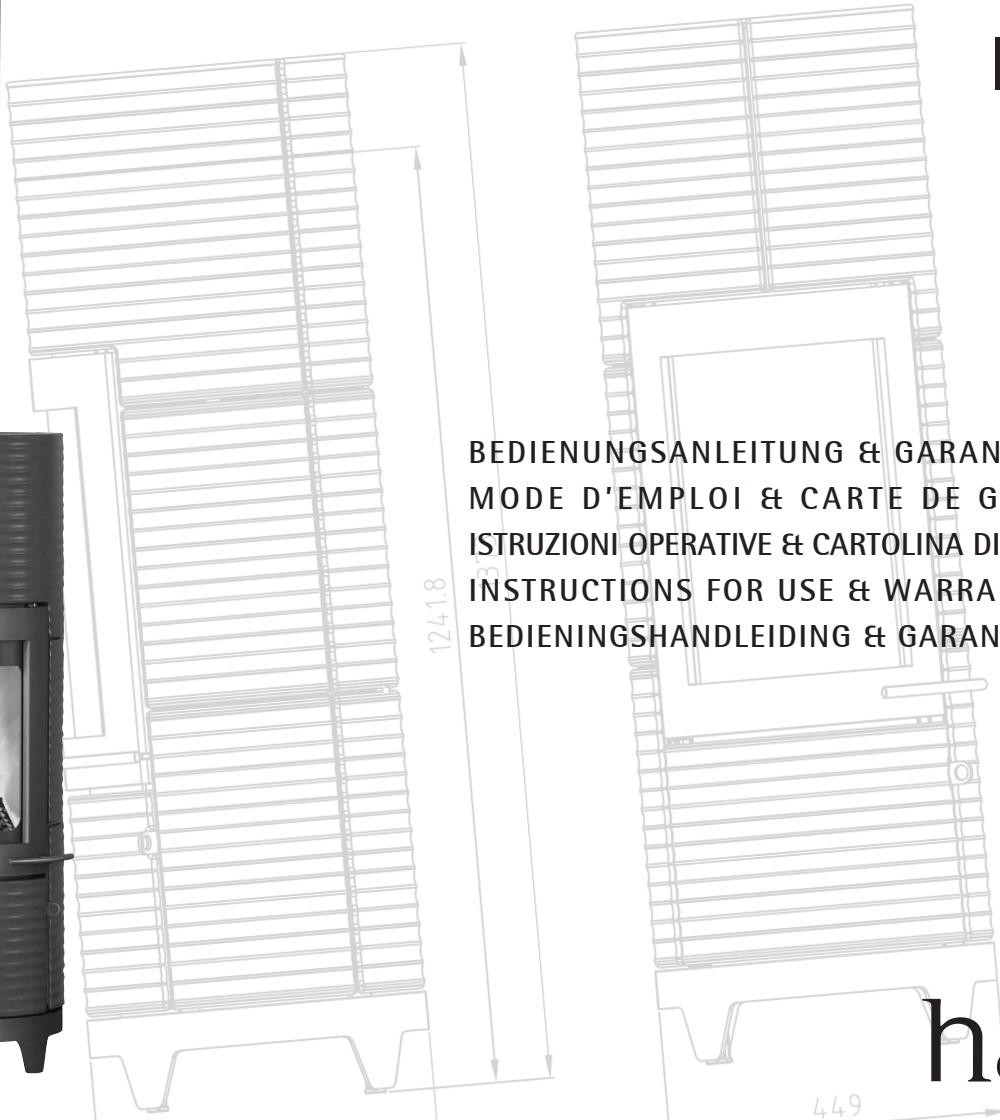 BEDIENUNGSANLEITUNG & GARAN
MODE D'EMPLOI & CARTE DE G
ISTRUZIONI OPERATIVE & CARTOLINA DI
INSTRUCTIONS FOR USE & WARRA
BEDIENINGSHANDLEIDING & GARAN
1241.8
449